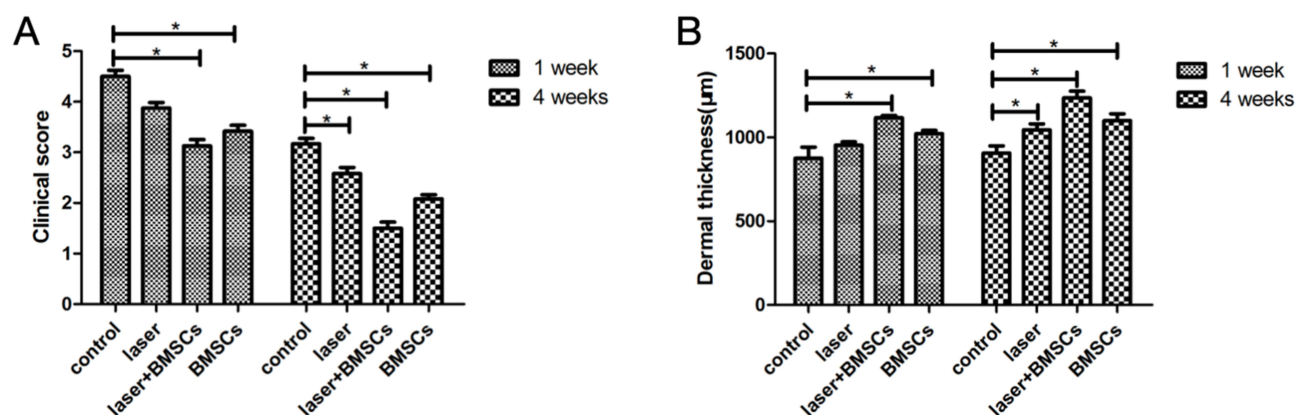 A
Clinical score
5
4
3
2
1
0
* *
* * *
control
laser
laser+BMSCs
BMSCs
control
laser
laser+BMSCs
BMSCs
1 week
4 weeks
B
Dermal thickness(μm)
1500
1000
500
0
* *
* * *
control
laser
laser+BMSCs
BMSCs
control
laser
laser+BMSCs
BMSCs
1 week
4 weeks